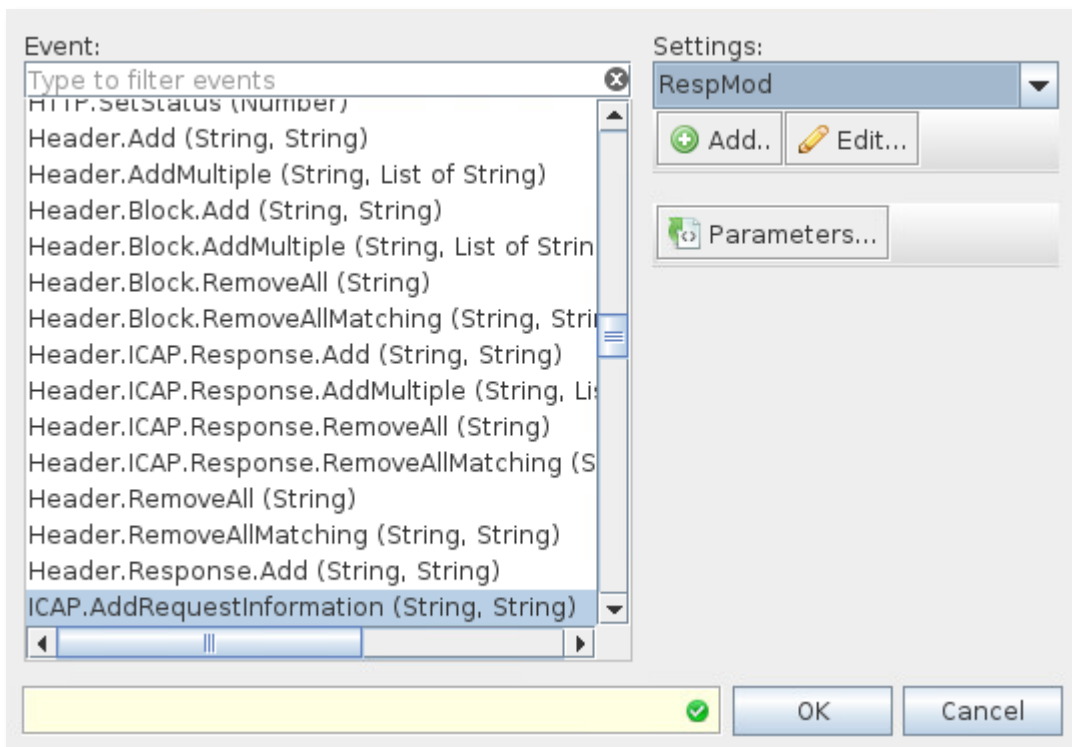 Event:
Type to filter events
HTTP.SetStatus (Number)
Header.Add (String, String)
Header.AddMultiple (String, List of String)
Header.Block.Add (String, String)
Header.Block.AddMultiple (String, List of Strin
Header.Block.RemoveAll (String)
Header.Block.RemoveAllMatching (String, Stri
Header.ICAP.Response.Add (String, String)
Header.ICAP.Response.AddMultiple (String, Li
Header.ICAP.Response.RemoveAll (String)
Header.ICAP.Response.RemoveAllMatching (S
Header.RemoveAll (String)
Header.RemoveAllMatching (String, String)
Header.Response.Add (String, String)
ICAP.AddRequestInformation (String, String)
Settings:
RespMod
Add.. Edit...
Parameters...
OK Cancel